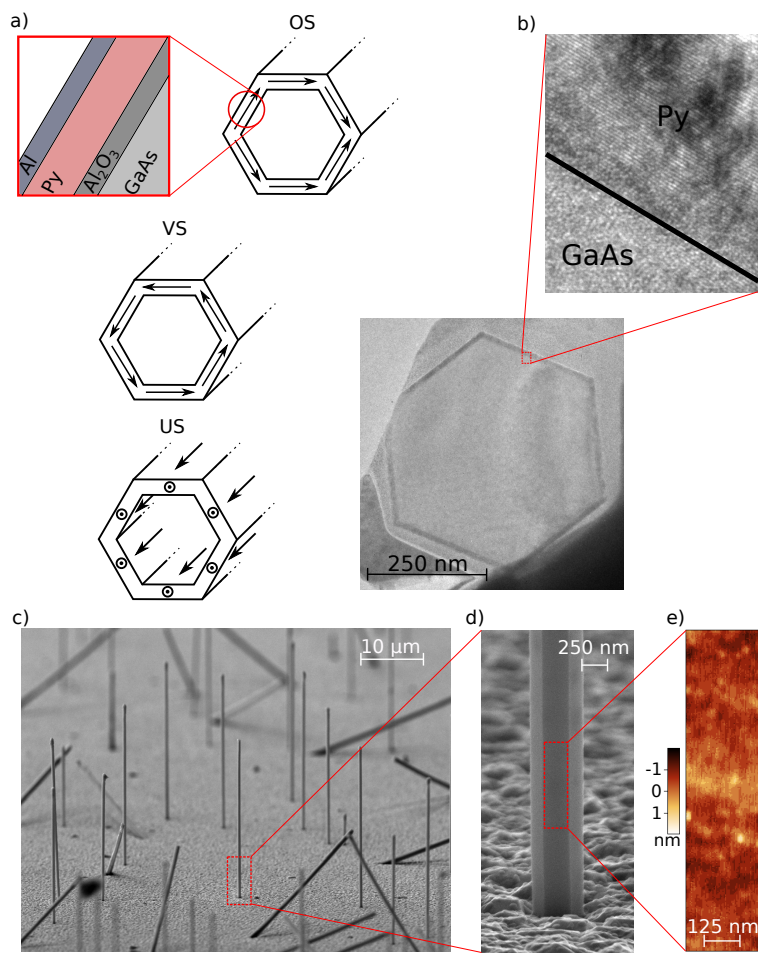 a)
OS
b)
Al
Py
Al2O3
GaAs
Py
GaAs
VS
US
250 nm
c)
10 µm
d)
250 nm
e)
-1
0
1
nm
125 nm